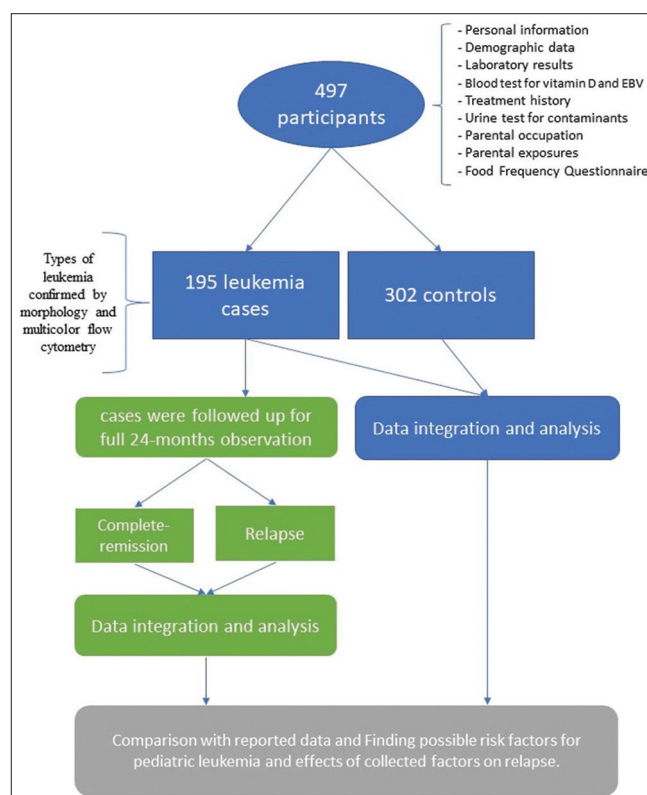 497
participants
- Personal information
- Demographic data
- Laboratory results
- Blood test for vitamin D and EBV
- Treatment history
- Urine test for contaminants
- Parental occupation
- Parental exposures
- Food Frequency Questionnaire
Types of
leukemia
confirmed by
morphology and
multicolor flow
cytometry
195 leukemia
cases
302 controls
cases were followed up for
full 24-months observation
Data integration and analysis
Complete-
remission
Relapse
Data integration and analysis
Comparison with reported data and Finding possible risk factors for
pediatric leukemia and effects of collected factors on relapse.